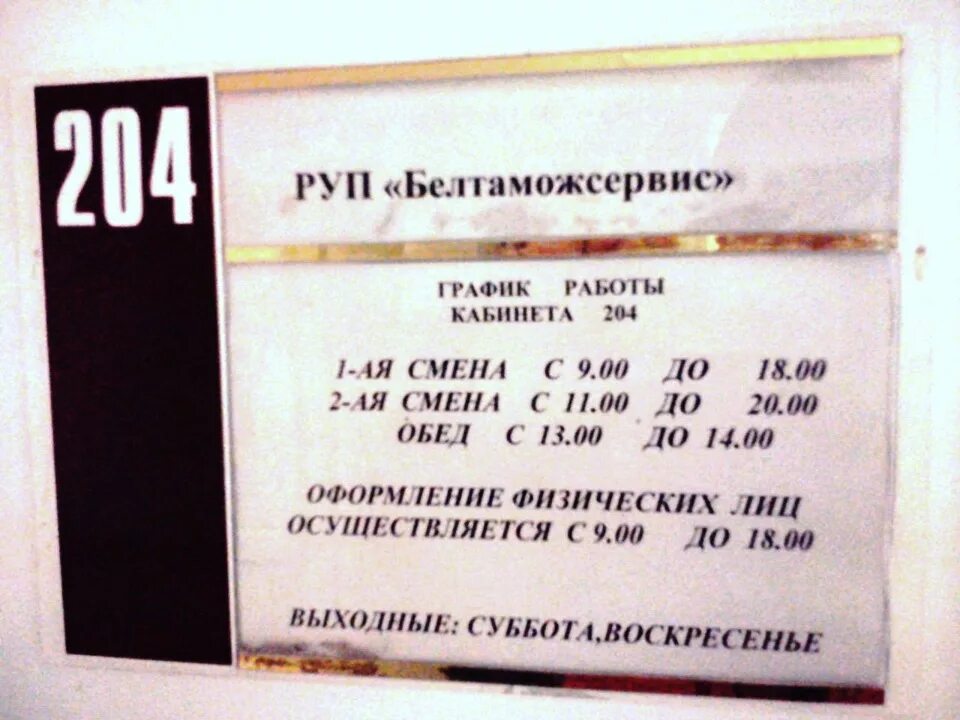 204
РУП «Белтаможсервис»
ГРАФИК РАБОТЫ
КАБИНЕТА 204
1-АЯ СМЕНА С 9.00 ДО 18.00
2-АЯ СМЕНА С 11.00 ДО 20.00
ОБЕД С 13.00 ДО 14.00
ОФОРМЛЕНИЕ ФИЗИЧЕСКИХ ЛИЦ
ОСУЩЕСТВЛЯЕТСЯ С 9.00 ДО 18.00
ВЫХОДНЫЕ: СУББОТА,ВОСКРЕСЕНЬЕ